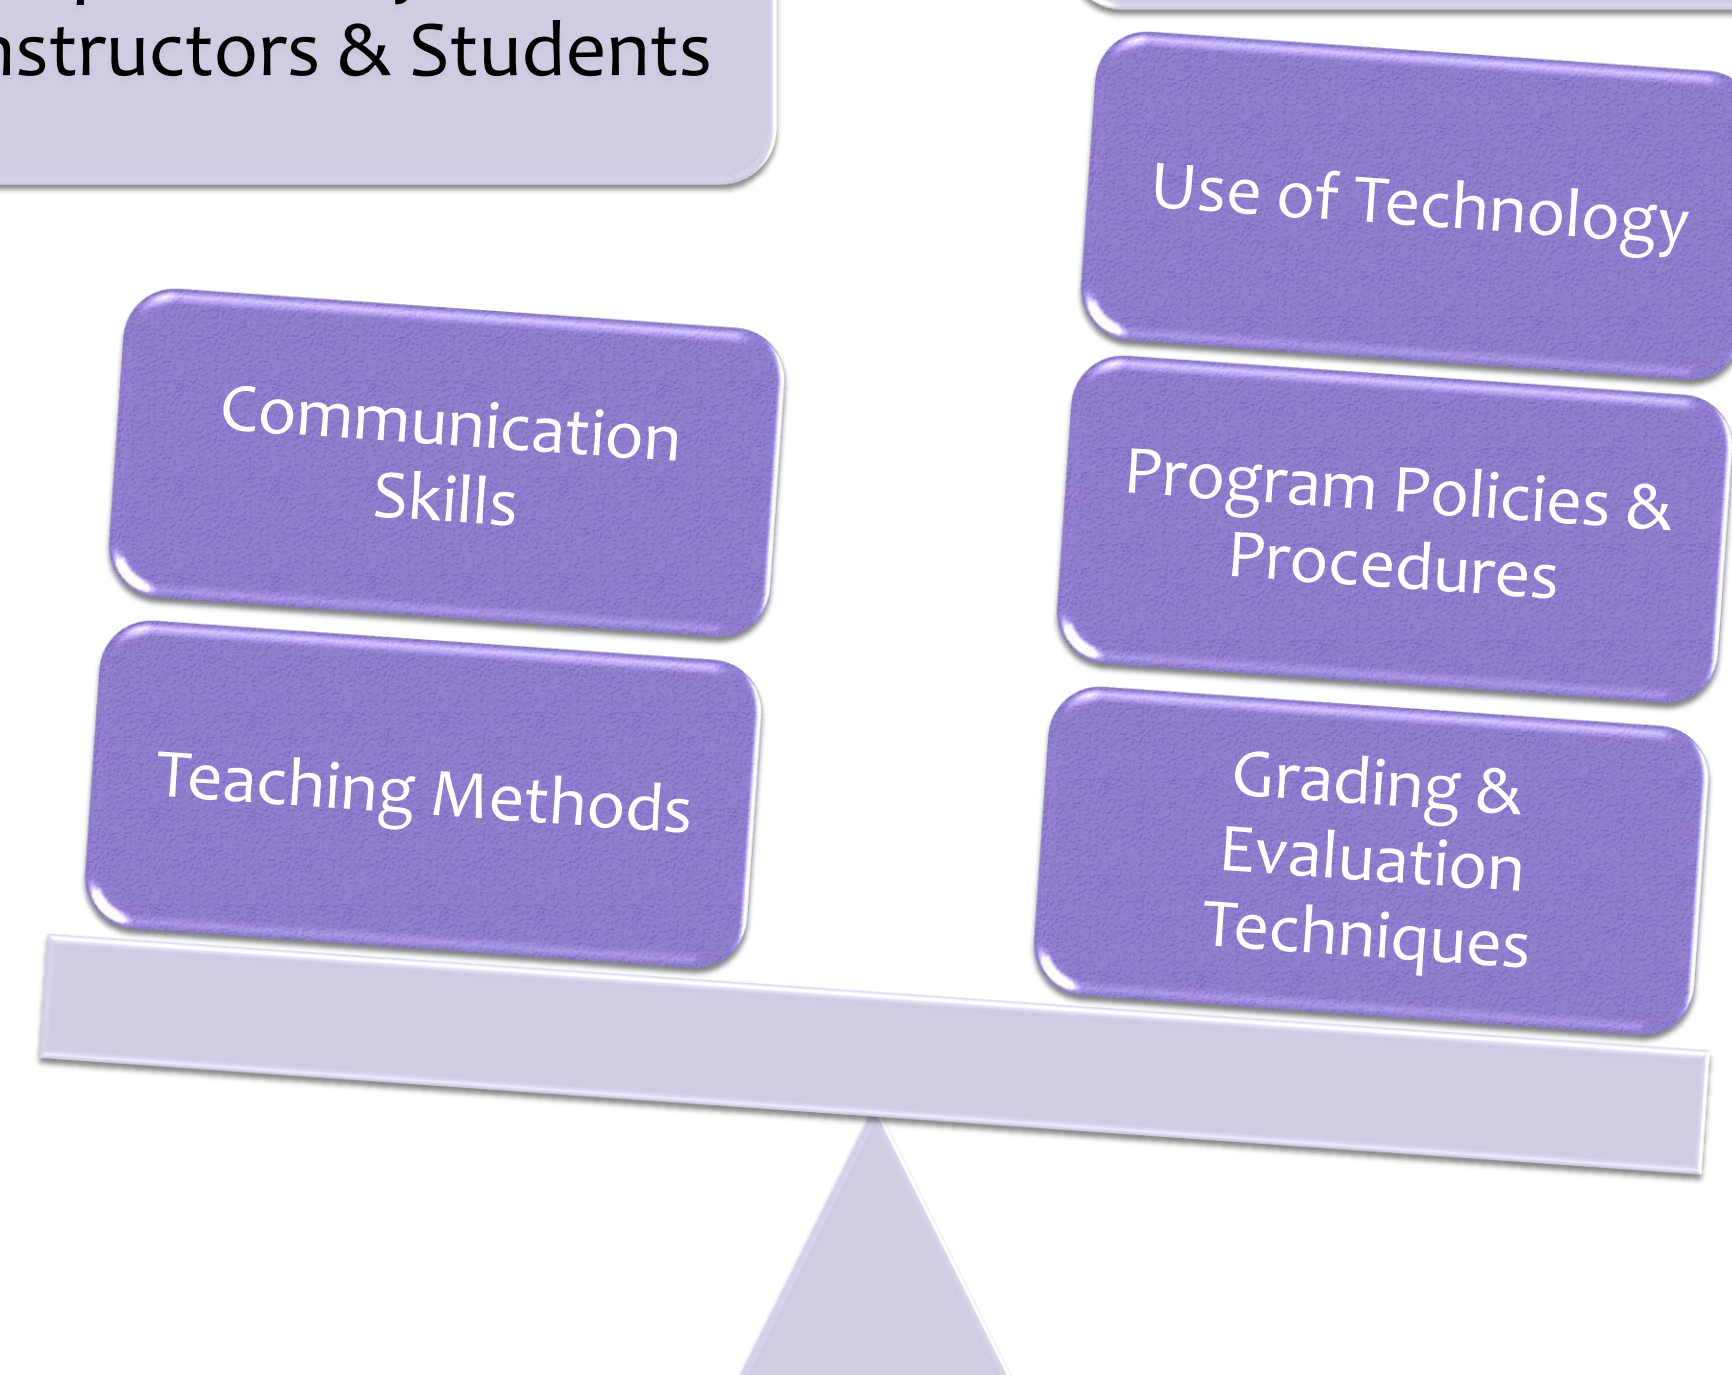 nstructors & Students
Communication
Skills
Teaching Methods
Use of Technology
Program Policies &
Procedures
Grading &
Evaluation
Techniques